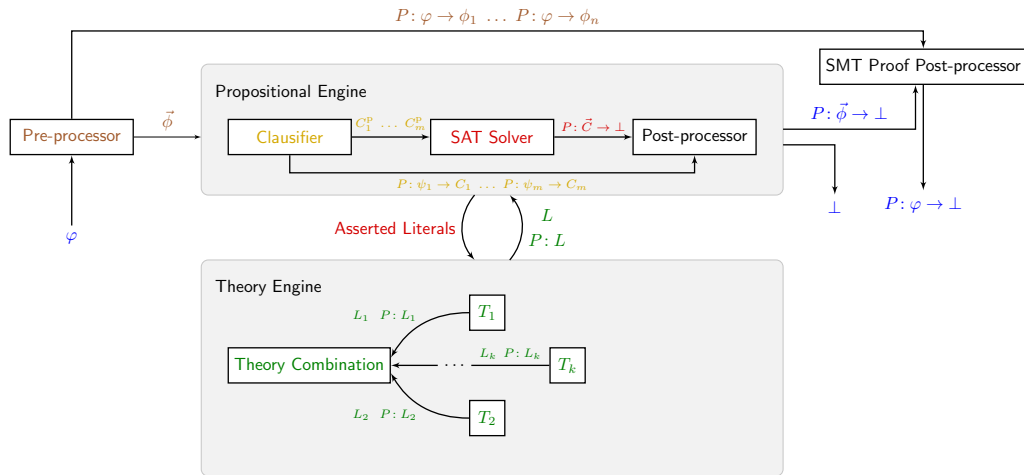 P : φ → ϕ₁ … P : φ → ϕₙ
SMT Proof Post-processor
Propositional Engine
Pre-processor
ϕ⃗
Clausifier
C₁ᵖ … Cₘᵖ
SAT Solver
P : C⃗ → ⊥
Post-processor
P : ϕ⃗ → ⊥
P : ψ₁ → C₁ … P : ψₘ → Cₘ
φ
⊥
P : φ → ⊥
Asserted Literals
L
P : L
Theory Engine
L₁ P : L₁
T₁
Theory Combination
⋯
Lₖ P : Lₖ
Tₖ
L₂ P : L₂
T₂